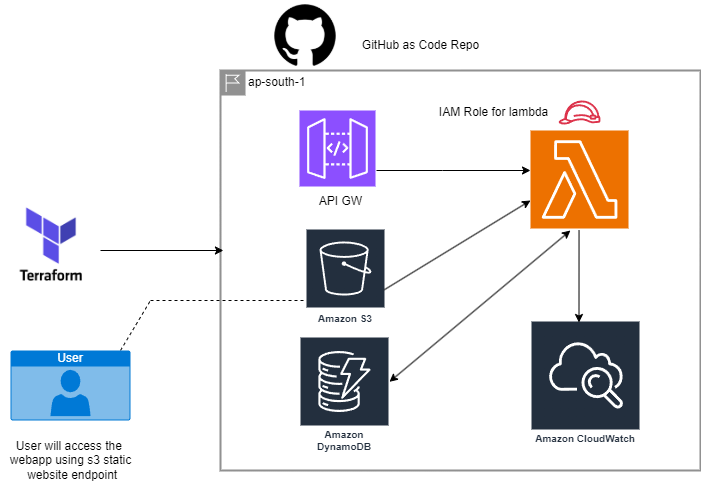 GitHub as Code Repo
ap-south-1
IAM Role for lambda
API GW
Terraform
Amazon S3
User
Amazon
DynamoDB
Amazon CloudWatch
User will access the
webapp using s3 static
website endpoint